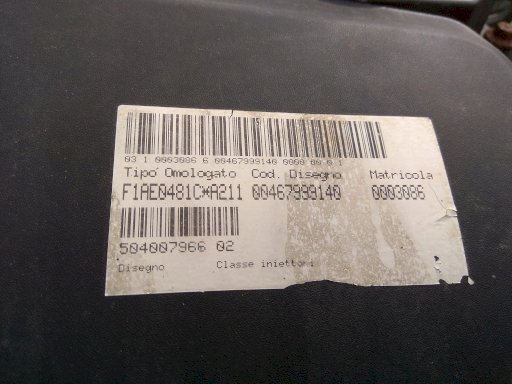 03 1 0003086 6 00467999140 0000 00 0 1
Tipo Omologato Cod. Disegno Matricola
F1AE0481C*A211 00467999140 0003086
504007966 02
Disegno Classe iniettori